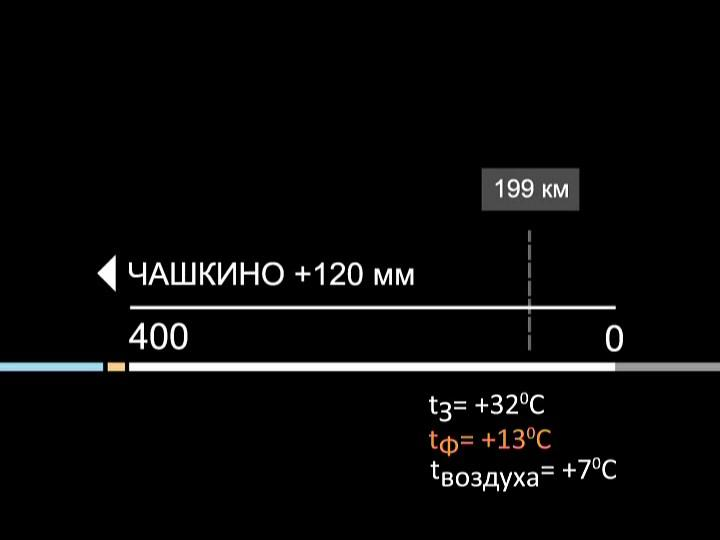 199 км
ЧАШКИНО +120 мм
400 0
tЗ= +32⁰C
tФ= +13⁰C
tвоздуха= +7⁰C